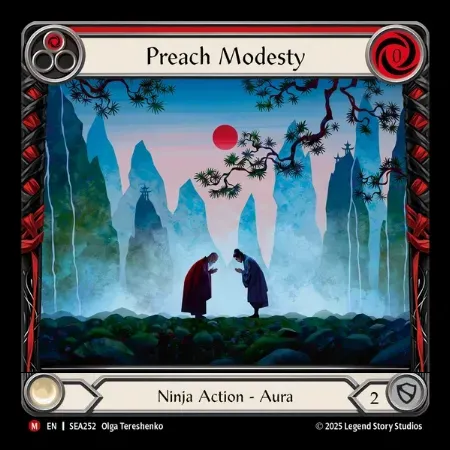 Preach Modesty
0
Ninja Action - Aura
2
M EN | SEA252 Olga Tereshenko © 2025 Legend Story Studios